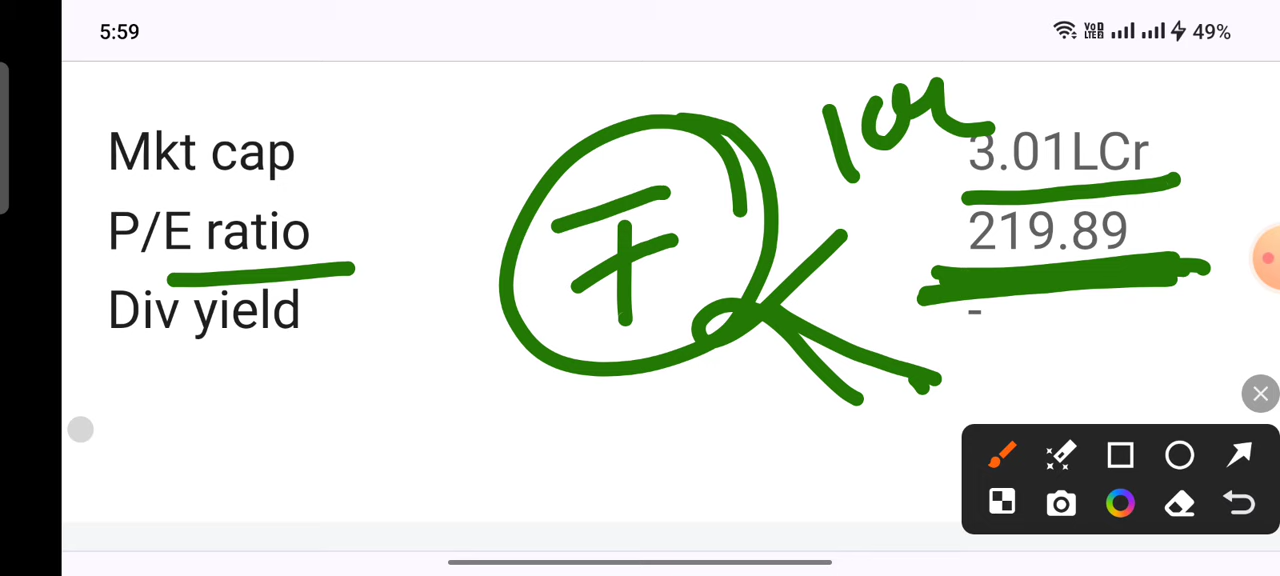 5:59 49%
Mkt cap 3.01LCr
P/E ratio 219.89
Div yield -